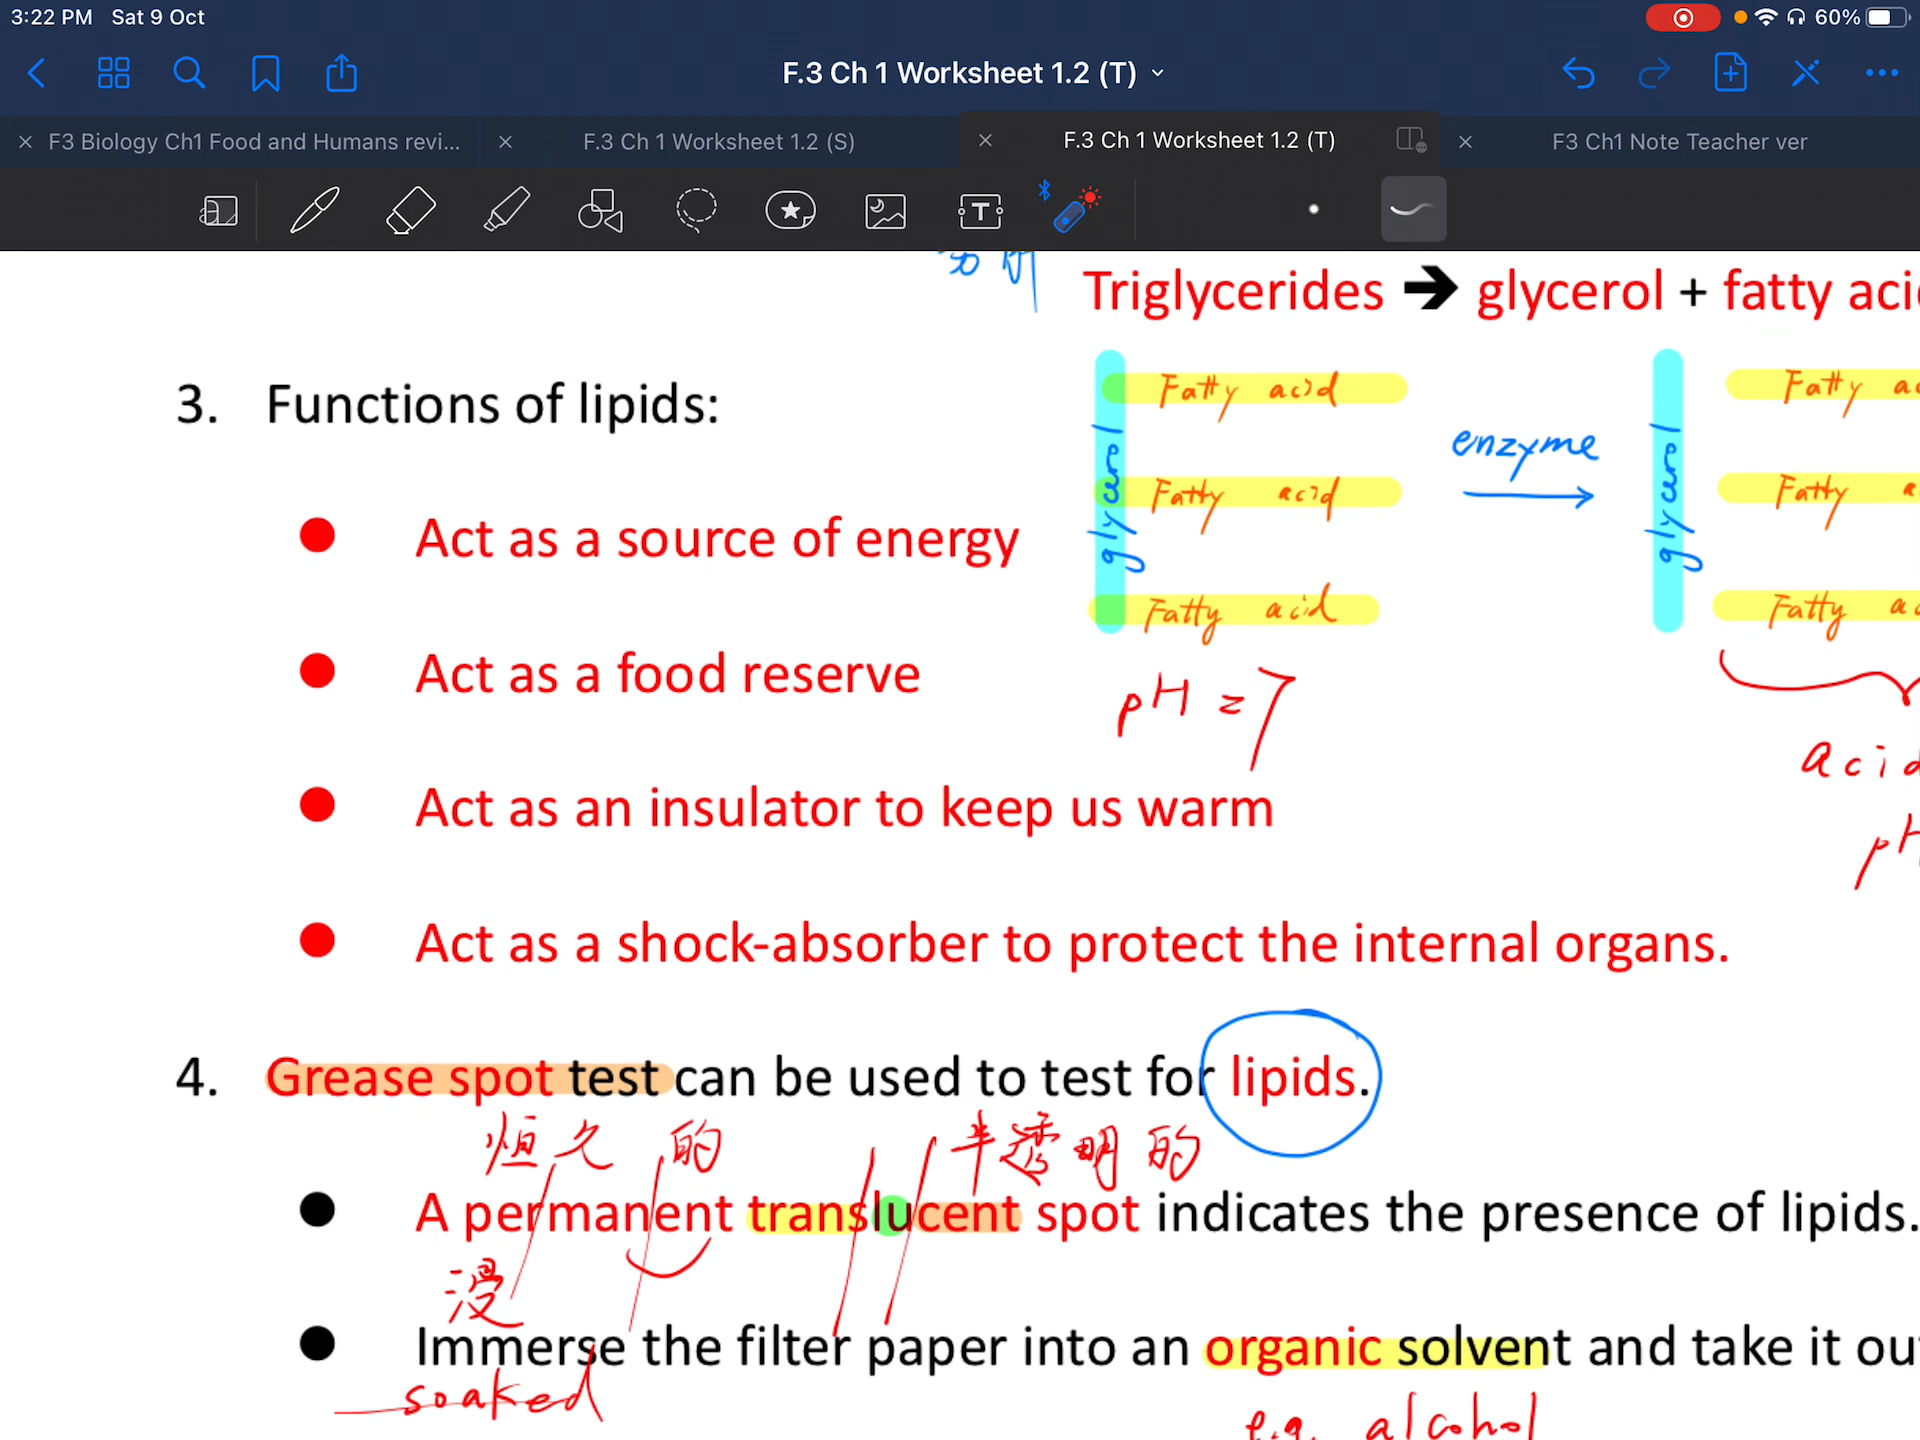 3:22 PM Sat 9 Oct
60%
F.3 Ch 1 Worksheet 1.2 (T)
F3 Biology Ch1 Food and Humans revi...
F.3 Ch 1 Worksheet 1.2 (S)
F.3 Ch 1 Worksheet 1.2 (T)
F3 Ch1 Note Teacher ver
Triglycerides → glycerol + fatty aci
3. Functions of lipids:
glycerol
Fatty acid
Fatty acid
Fatty acid
enzyme
glycerol
Fatty
Fatty
Fatty
pH = 7
acid
pH
● Act as a source of energy
● Act as a food reserve
● Act as an insulator to keep us warm
● Act as a shock-absorber to protect the internal organs.
4. Grease spot test can be used to test for lipids.
恒久的 半透明的
● A permanent translucent spot indicates the presence of lipids.
浸
● Immerse the filter paper into an organic solvent and take it ou
soaked
e.g. alcohol